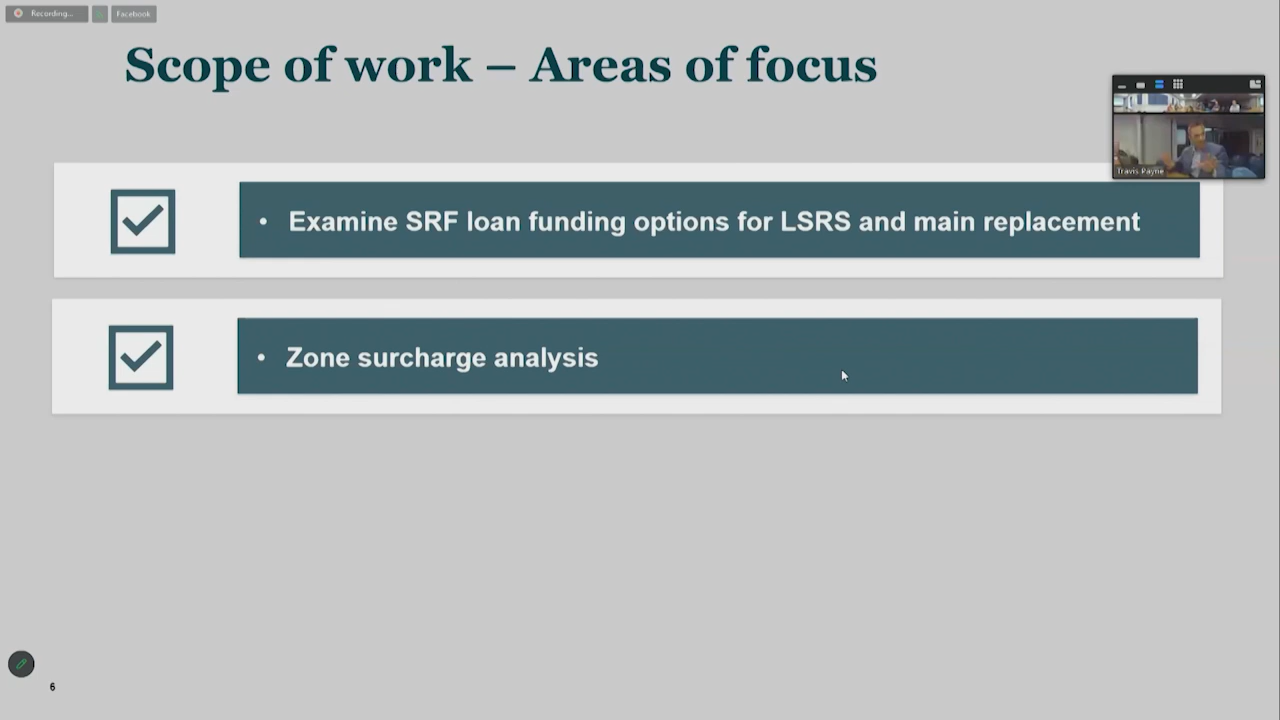 Recording...
Facebook
Scope of work – Areas of focus
Travis Payne
• Examine SRF loan funding options for LSRS and main replacement
• Zone surcharge analysis
6